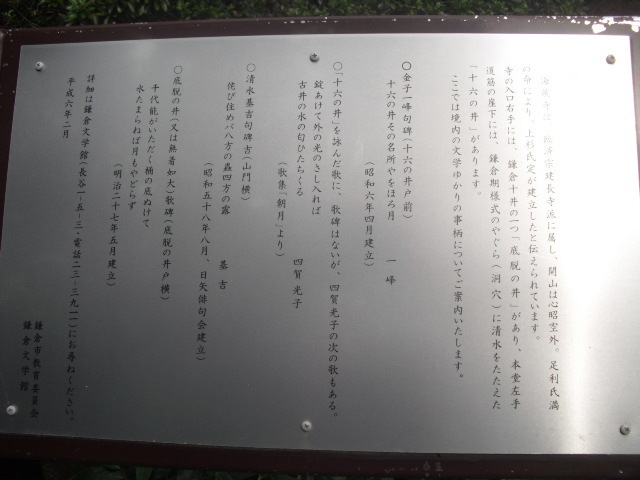 海蔵寺は、臨済宗建長寺派に属し、開山は心昭空外。足利氏満
の命により、上杉氏定が建立したと伝えられています。
寺の入口右手には、鎌倉十井の一つ「底脱の井」があり、本堂左手
道筋の崖下には、鎌倉期様式のやぐら(洞穴)に清水をたたえた
「十六の井」があります。
ここでは境内の文学ゆかりの事柄についてご案内いたします。
○金子一峰句碑(十六の井戸前)
十六の井その名所やをぼろ月 一峰
(昭和六年四月建立)
○「十六の井」を詠んだ歌に、歌碑はないが、四賀光子の次の歌もある。
錠あけて外の光のさし入れば
古井の水の匂ひたちくる 四賀光子
(歌集「朝月」より)
○清水基吉句碑(山門横)
侘び住めバ八方の蟲四方の露 基吉
(昭和五十八年八月、日矢俳句会建立)
○底脱の井(又は無着如大)歌碑(底脱の井戸横)
千代能がいただく桶の底ぬけて
水たまらねば月もやどらず
(明治二十七年五月建立)
詳細は鎌倉文学館(長谷一-五-三・電話二三-三九一一)にお尋ねください。
平成六年二月
鎌倉市教育委員会
鎌倉文学館